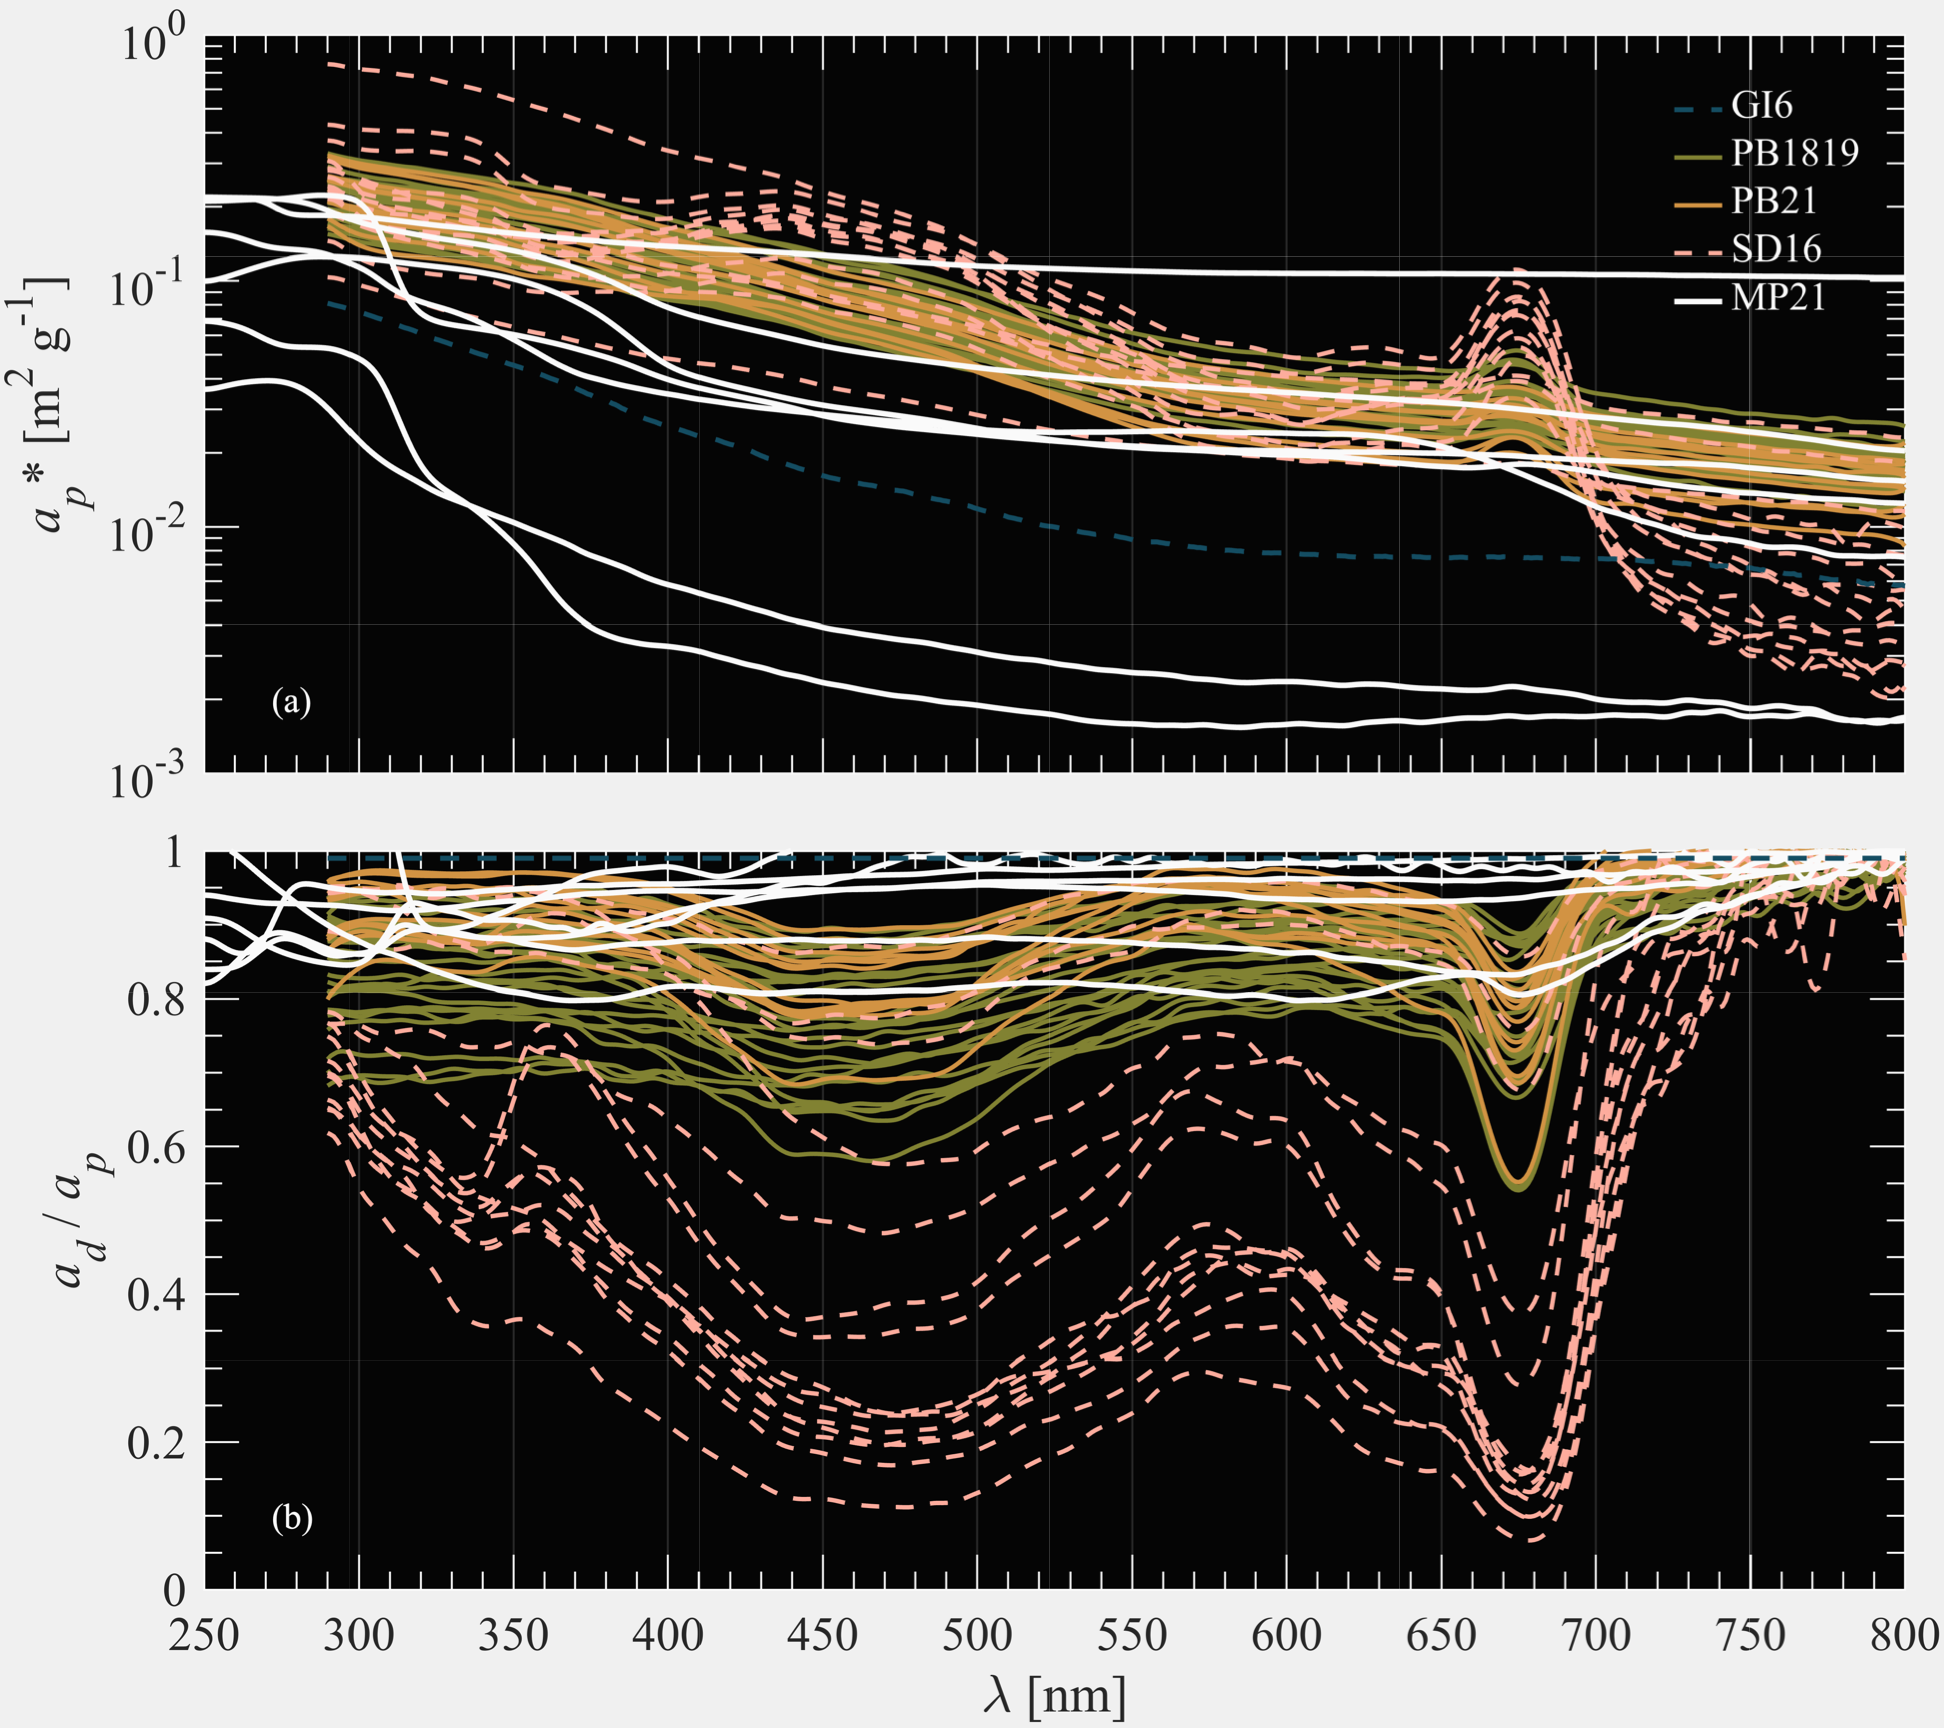 10^0
10^-1
10^-2
10^-3
a_p* [m^2 g^-1]
GI6
PB1819
PB21
SD16
MP21
(a)
1
0.8
0.6
0.4
0.2
0
a_d / a_p
(b)
250 300 350 400 450 500 550 600 650 700 750 800
λ [nm]